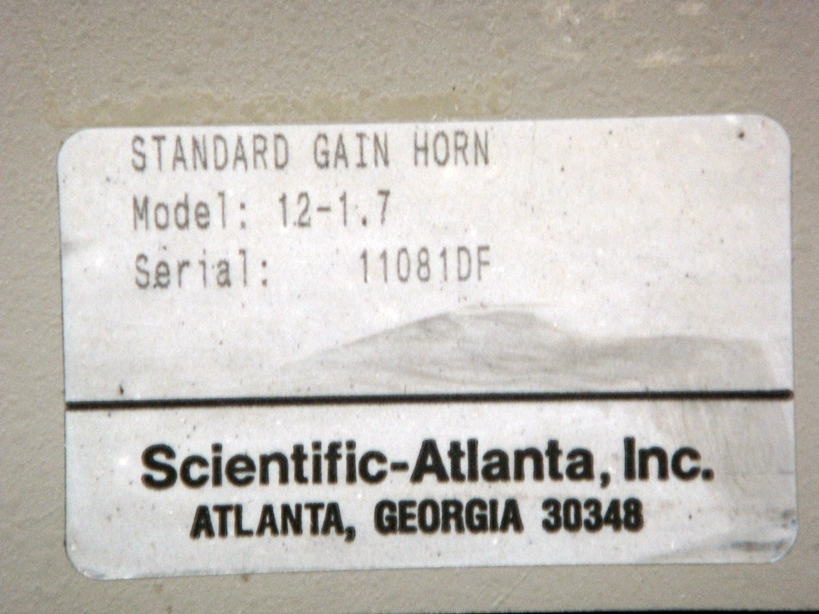 STANDARD GAIN HORN
Model: 12-1.7
Serial: 11081DF
Scientific-Atlanta, Inc.
ATLANTA, GEORGIA 30348